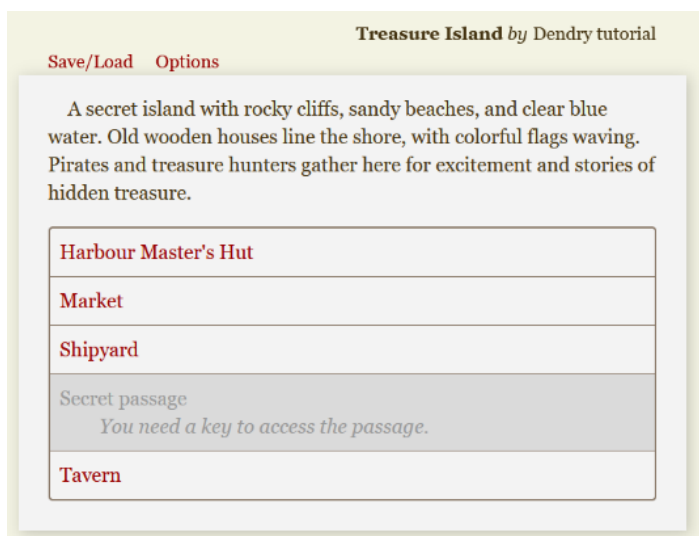 Treasure Island by Dendry tutorial
Save/Load Options
A secret island with rocky cliffs, sandy beaches, and clear blue
water. Old wooden houses line the shore, with colorful flags waving.
Pirates and treasure hunters gather here for excitement and stories of
hidden treasure.
Harbour Master's Hut
Market
Shipyard
Secret passage
You need a key to access the passage.
Tavern